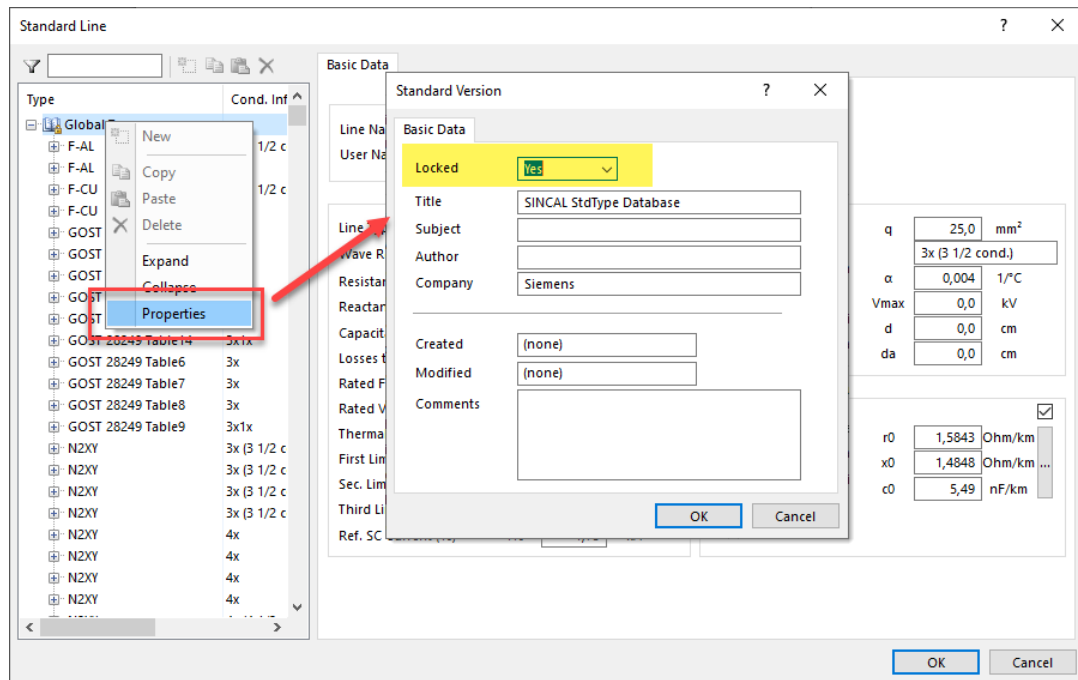 Standard Line
?
Type
Cond. Inf
Global
F-AL
1/2 c
F-AL
F-CU
1/2 c
F-CU
GOST
GOST
GOST
GOST
GOST
GOST 28249 Table14 3x1x
GOST 28249 Table6 3x
GOST 28249 Table7 3x
GOST 28249 Table8 3x
GOST 28249 Table9 3x1x
N2XY 3x (3 1/2 c
N2XY 3x (3 1/2 c
N2XY 3x (3 1/2 c
N2XY 3x (3 1/2 c
N2XY 4x
N2XY 4x
N2XY 4x
N2XY 4x
New
Copy
Paste
Delete
Expand
Collapse
Properties
Basic Data
Line Na
User Na
Line
Wave R
Resistan
Reactan
Capacit
Losses t
Rated F
Rated V
Therma
First Lim
Sec. Lim
Third Li
Ref. SC
Standard Version
?
Basic Data
Locked Yes
Title SINCAL StdType Database
Subject
Author
Company Siemens
Created (none)
Modified (none)
Comments
OK Cancel
q 25,0 mm²
3x (3 1/2 cond.)
α 0,004 1/°C
Vmax 0,0 kV
d 0,0 cm
da 0,0 cm
r0 1,5843 Ohm/km
x0 1,4848 Ohm/km ...
c0 5,49 nF/km
OK Cancel